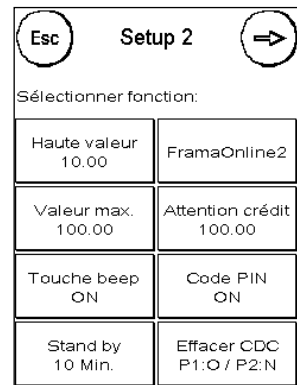 Esc
Setup 2
Sélectionner fonction:
Haute valeur
10.00
FramaOnline2
Valeur max.
100.00
Attention crédit
100.00
Touche beep
ON
Code PIN
ON
Stand by
10 Min.
Effacer CDC
P1:O / P2:N